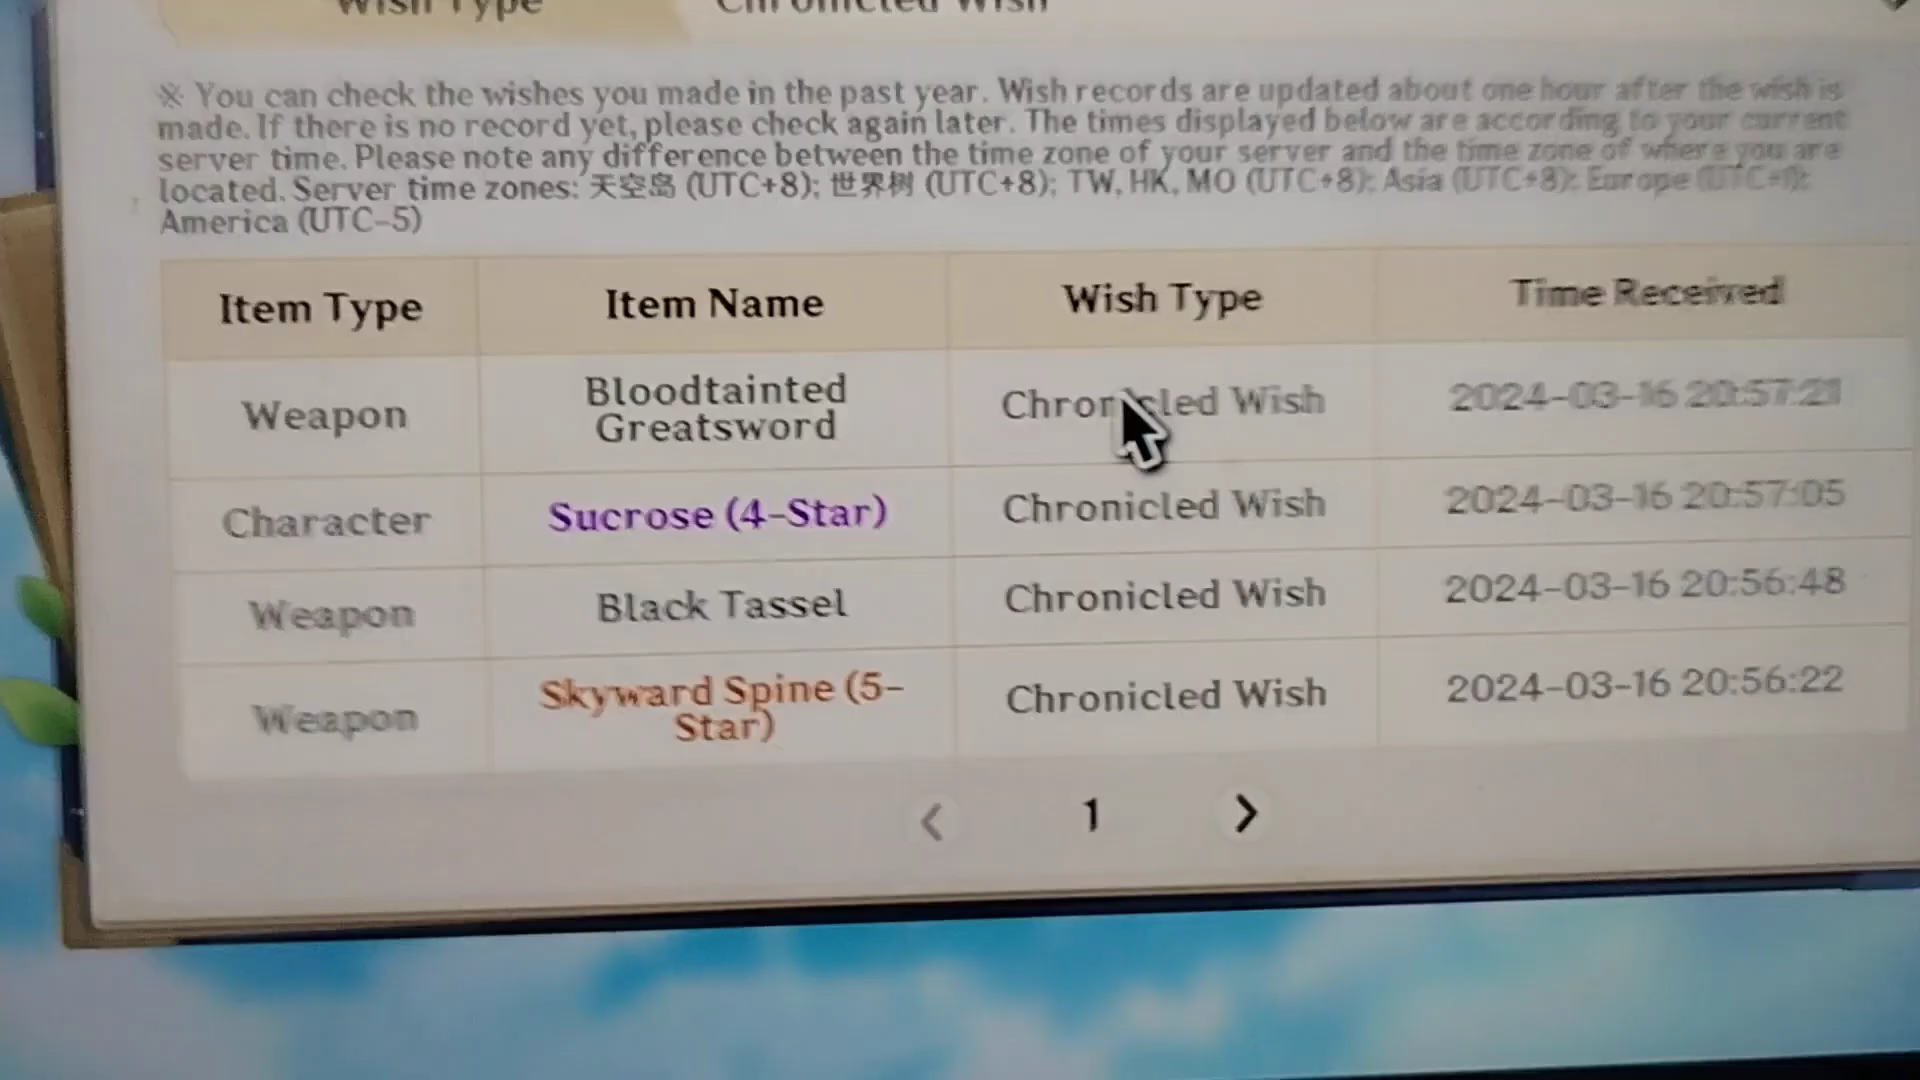 Wish Type
Chronicled Wish
※ You can check the wishes you made in the past year. Wish records are updated about one hour after the wish is
made. If there is no record yet, please check again later. The times displayed below are according to your current
server time. Please note any difference between the time zone of your server and the time zone of where you are
located. Server time zones: 天空岛 (UTC+8); 世界树 (UTC+8); TW, HK, MO (UTC+8); Asia (UTC+8); Europe (UTC+1);
America (UTC-5)
Item Type Item Name Wish Type Time Received
Weapon Bloodtainted Greatsword Chronicled Wish 2024-03-16 20:57:21
Character Sucrose (4-Star) Chronicled Wish 2024-03-16 20:57:05
Weapon Black Tassel Chronicled Wish 2024-03-16 20:56:48
Weapon Skyward Spine (5-Star) Chronicled Wish 2024-03-16 20:56:22
< 1 >